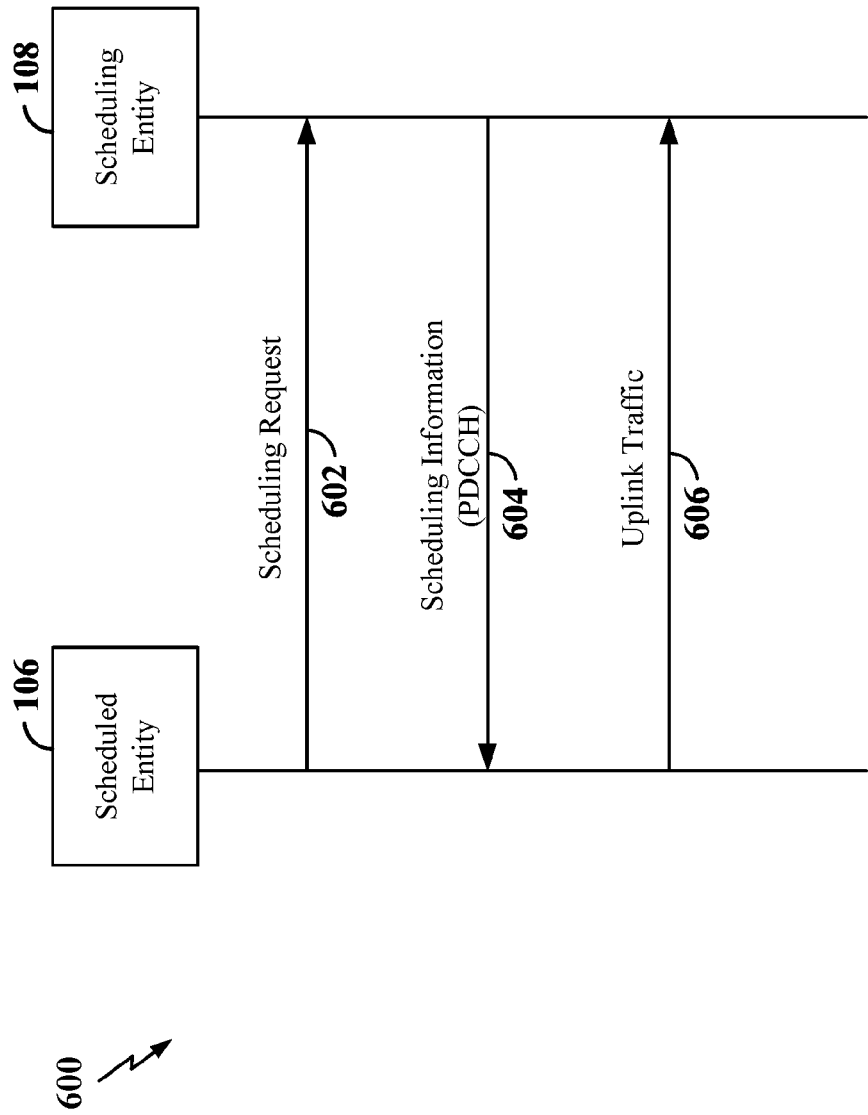 600
106
Scheduled
Entity
108
Scheduling
Entity
Scheduling Request
602
Scheduling Information
(PDCCH)
604
Uplink Traffic
606